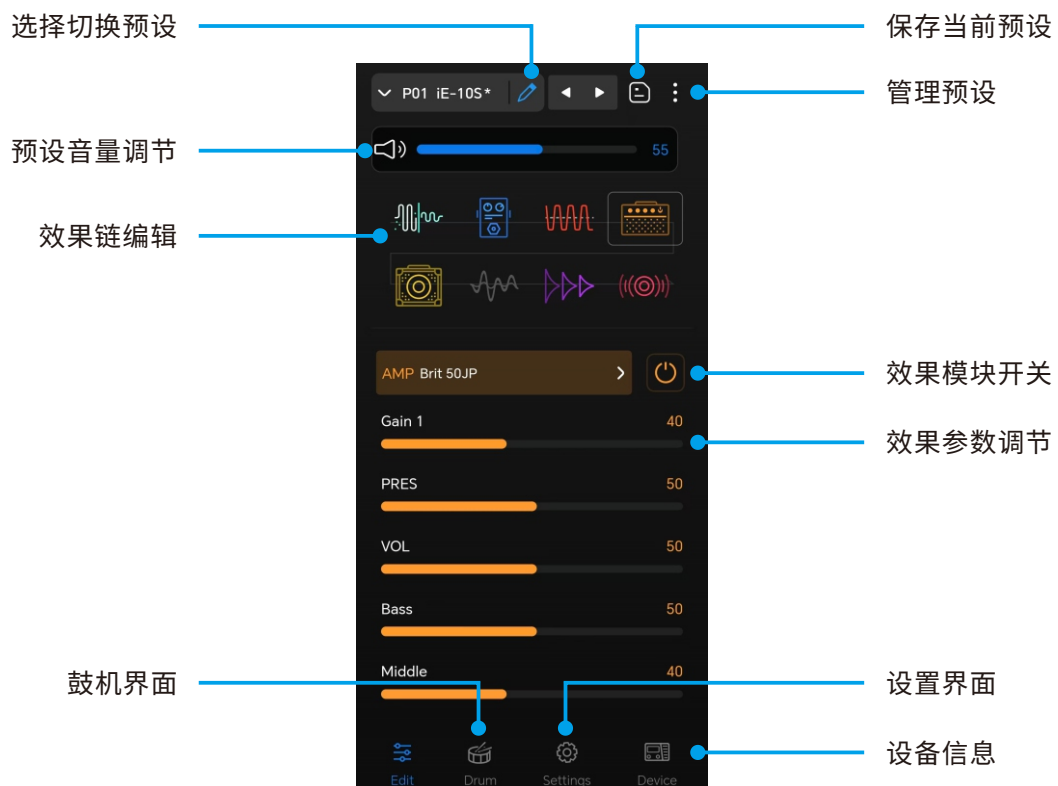 选择切换预设
保存当前预设
P01 iE-10S*
管理预设
预设音量调节
55
效果链编辑
AMP Brit 50JP
效果模块开关
Gain 1 40
效果参数调节
PRES 50
VOL 50
Bass 50
Middle 40
鼓机界面
设置界面
设备信息
Edit Drum Settings Device